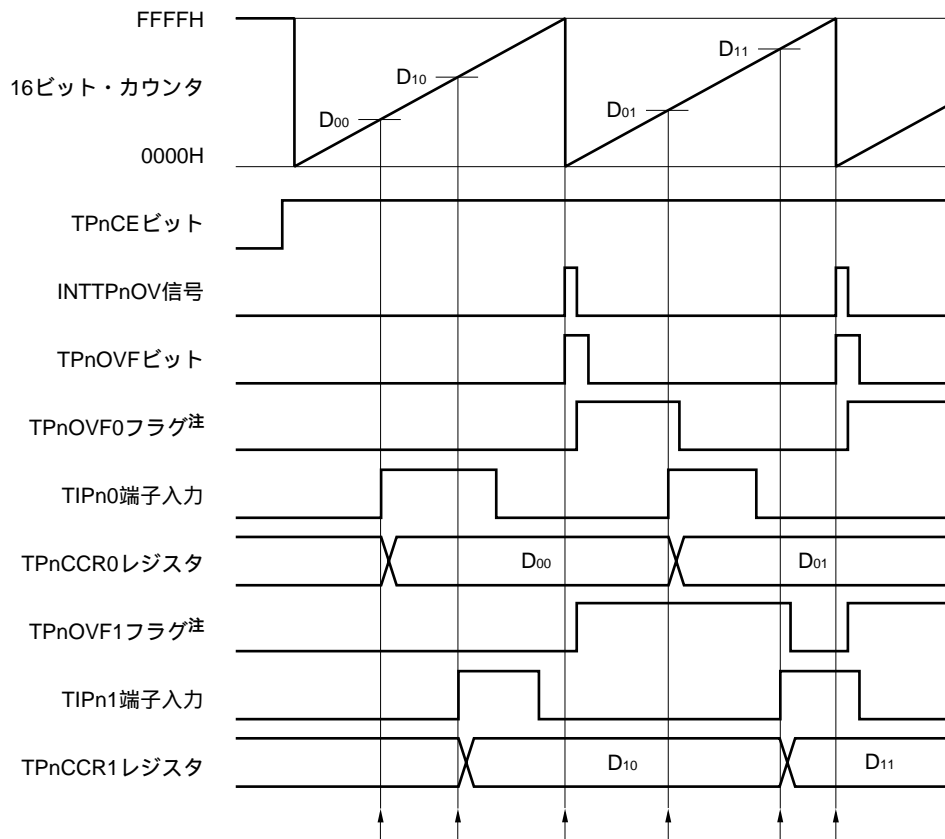 FFFFH
16ビット・カウンタ
0000H
D00
D10
D01
D11
TPnCEビット
INTTPnOV信号
TPnOVFビット
TPnOVF0フラグ注
TIPn0端子入力
TPnCCR0レジスタ
D00
D01
TPnOVF1フラグ注
TIPn1端子入力
TPnCCR1レジスタ
D10
D11